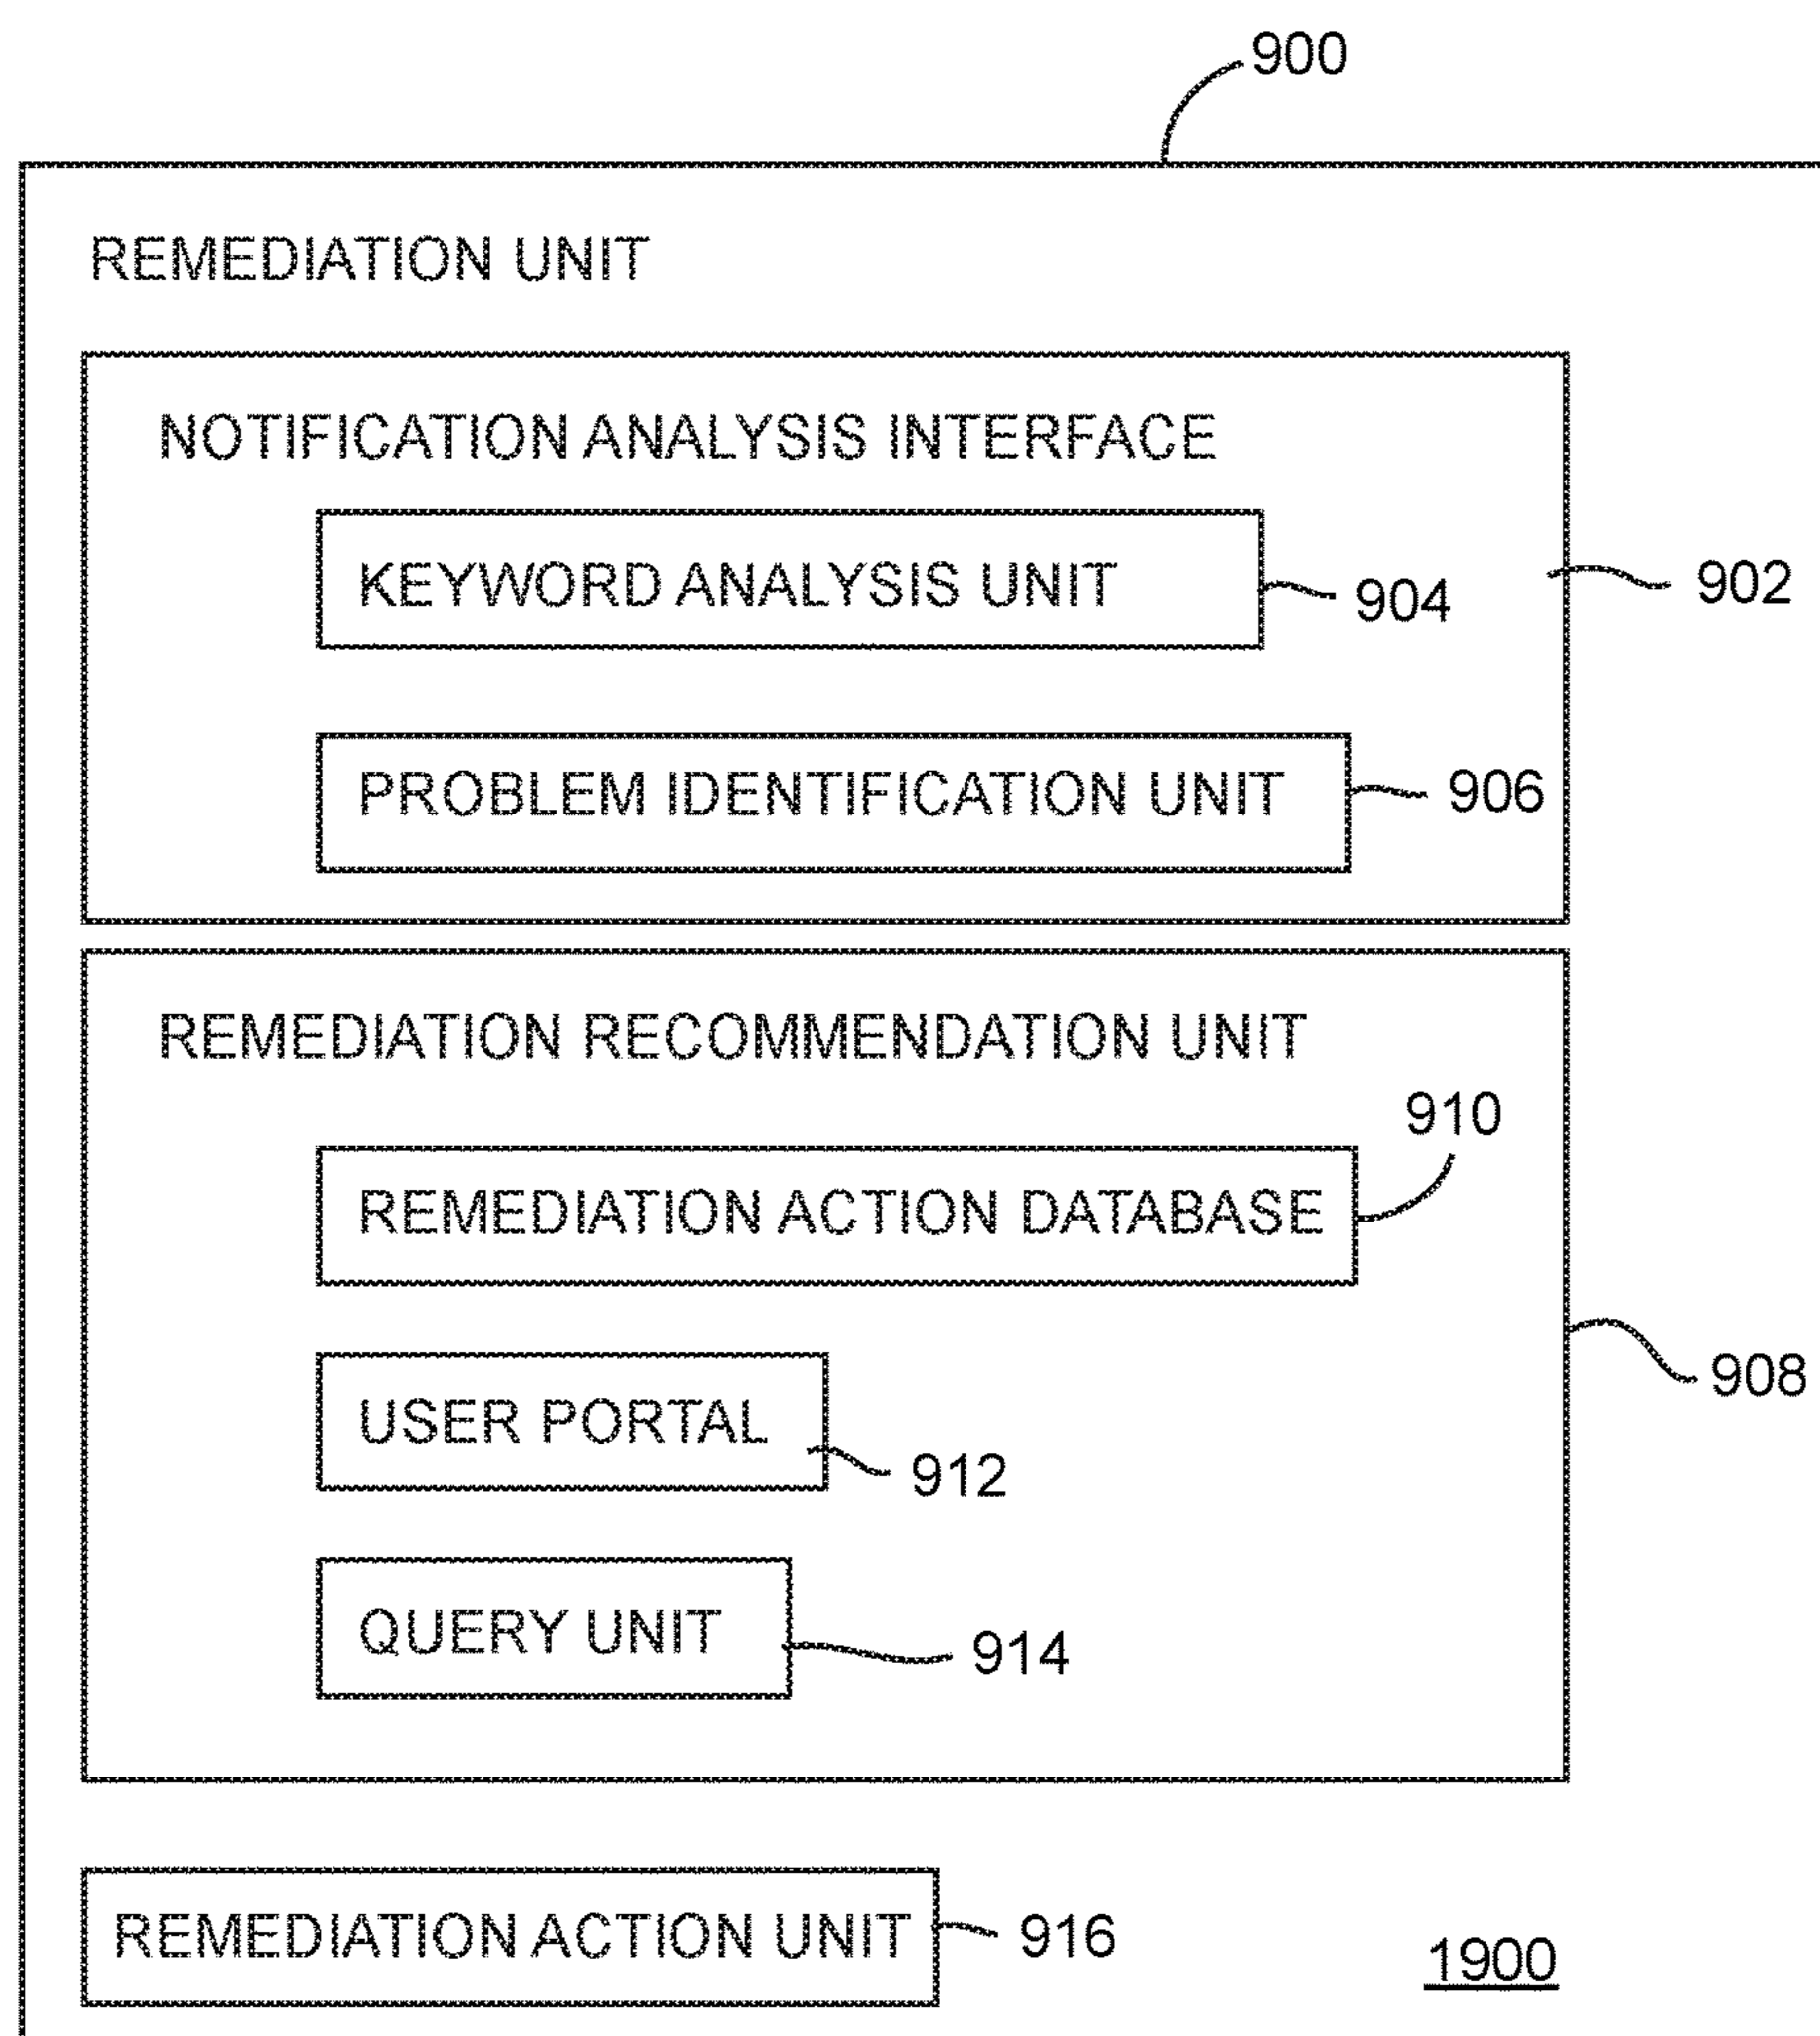 900
REMEDIATION UNIT
NOTIFICATION ANALYSIS INTERFACE
KEYWORD ANALYSIS UNIT
904
902
PROBLEM IDENTIFICATION UNIT
906
REMEDIATION RECOMMENDATION UNIT
910
REMEDIATION ACTION DATABASE
908
USER PORTAL
912
QUERY UNIT
914
REMEDIATION ACTION UNIT
916
1900